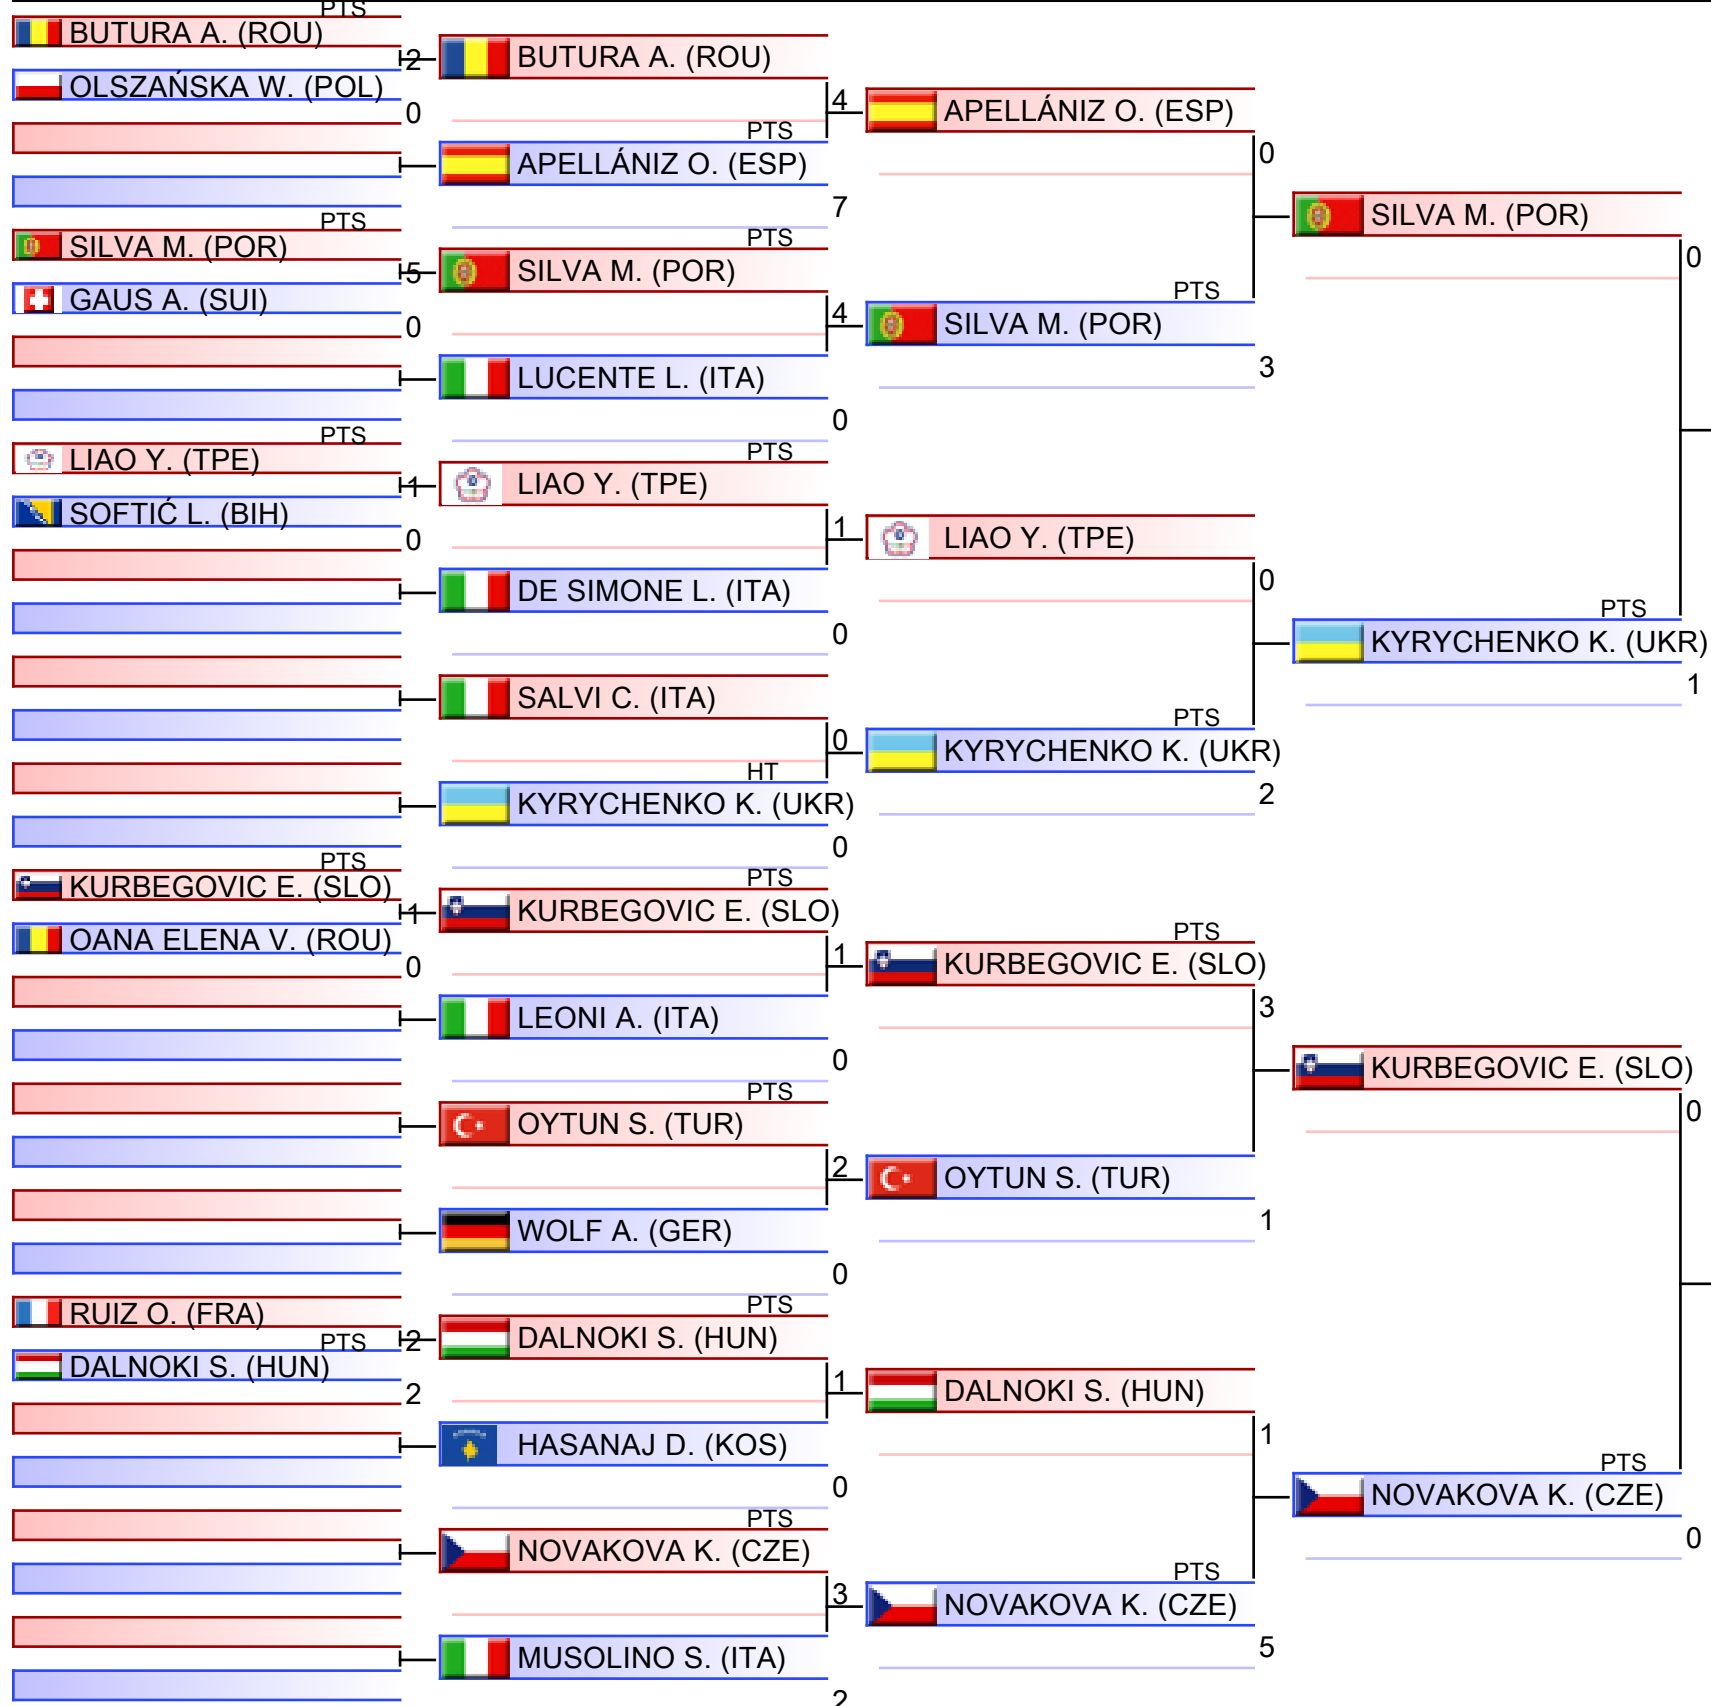 PTS
BUTURA A. (ROU)
2
OLSZAŃSKA W. (POL)
0
PTS
SILVA M. (POR)
5
GAUS A. (SUI)
0
PTS
LIAO Y. (TPE)
1
SOFTIĆ L. (BIH)
0
PTS
KURBEGOVIC E. (SLO)
1
OANA ELENA V. (ROU)
0
RUIZ O. (FRA)
2
PTS
DALNOKI S. (HUN)
2
BUTURA A. (ROU)
4
PTS
APELLÁNIZ O. (ESP)
7
PTS
SILVA M. (POR)
4
LUCENTE L. (ITA)
0
PTS
LIAO Y. (TPE)
1
DE SIMONE L. (ITA)
0
SALVI C. (ITA)
0
HT
KYRYCHENKO K. (UKR)
0
PTS
KURBEGOVIC E. (SLO)
1
LEONI A. (ITA)
0
PTS
OYTUN S. (TUR)
2
WOLF A. (GER)
0
PTS
DALNOKI S. (HUN)
1
HASANAJ D. (KOS)
0
PTS
NOVAKOVA K. (CZE)
3
MUSOLINO S. (ITA)
2
APELLÁNIZ O. (ESP)
0
PTS
SILVA M. (POR)
3
LIAO Y. (TPE)
0
PTS
KYRYCHENKO K. (UKR)
2
PTS
KURBEGOVIC E. (SLO)
3
OYTUN S. (TUR)
1
DALNOKI S. (HUN)
1
PTS
NOVAKOVA K. (CZE)
5
SILVA M. (POR)
0
PTS
KYRYCHENKO K. (UKR)
1
KURBEGOVIC E. (SLO)
0
PTS
NOVAKOVA K. (CZE)
0